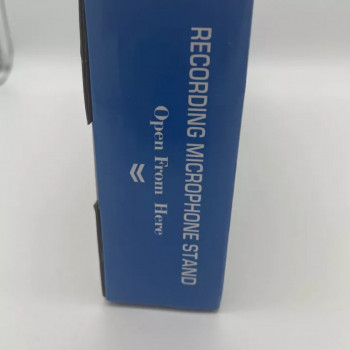 RECORDING MICROPHONE STAND
Open From Here